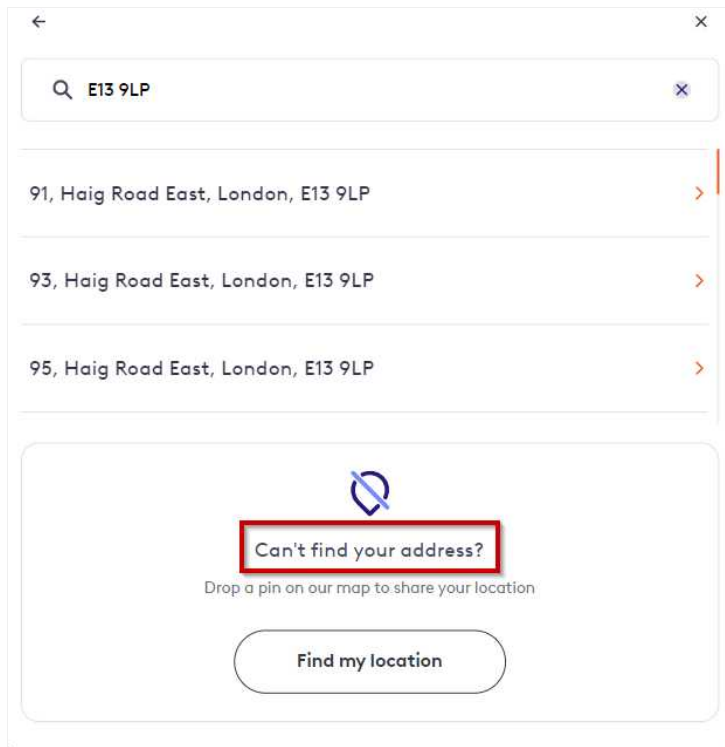 E13 9LP
91, Haig Road East, London, E13 9LP
93, Haig Road East, London, E13 9LP
95, Haig Road East, London, E13 9LP
Can't find your address?
Drop a pin on our map to share your location
Find my location